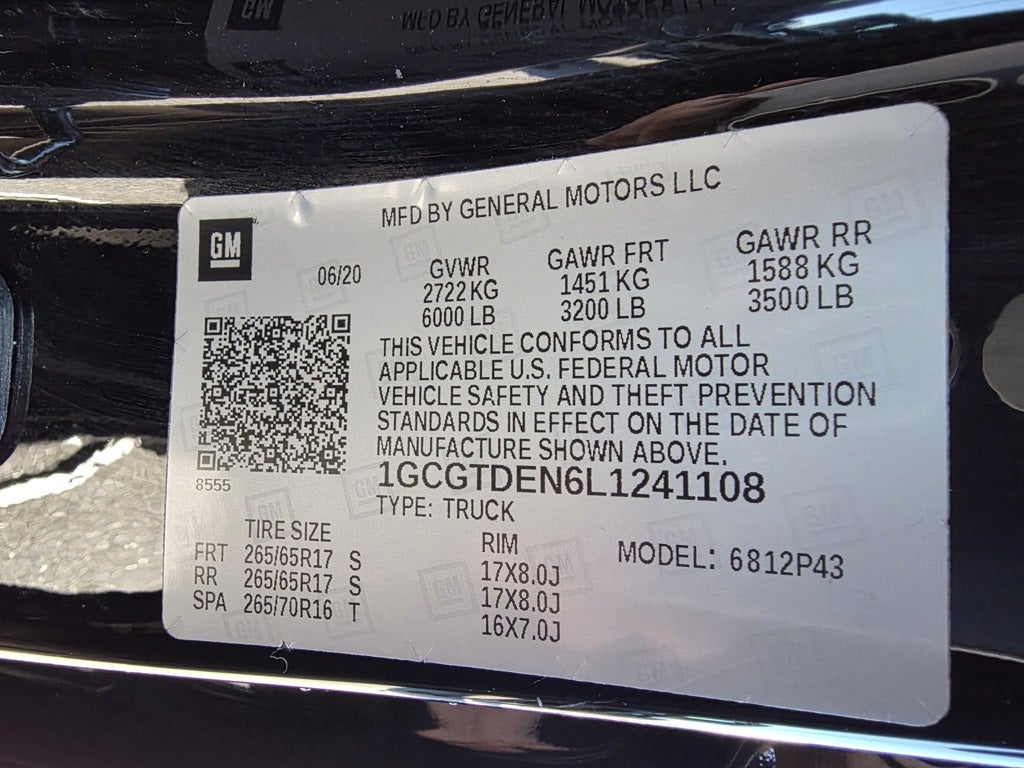 MFD BY GENERAL MOTORS LLC
GM
06/20
GVWR
2722 KG
6000 LB
GAWR FRT
1451 KG
3200 LB
GAWR RR
1588 KG
3500 LB
THIS VEHICLE CONFORMS TO ALL
APPLICABLE U.S. FEDERAL MOTOR
VEHICLE SAFETY AND THEFT PREVENTION
STANDARDS IN EFFECT ON THE DATE OF
MANUFACTURE SHOWN ABOVE.
8555
1GCGTDEN6L1241108
TYPE: TRUCK
TIRE SIZE
FRT 265/65R17 S
RR 265/65R17 S
SPA 265/70R16 T
RIM
17X8.0J
17X8.0J
16X7.0J
MODEL: 6812P43